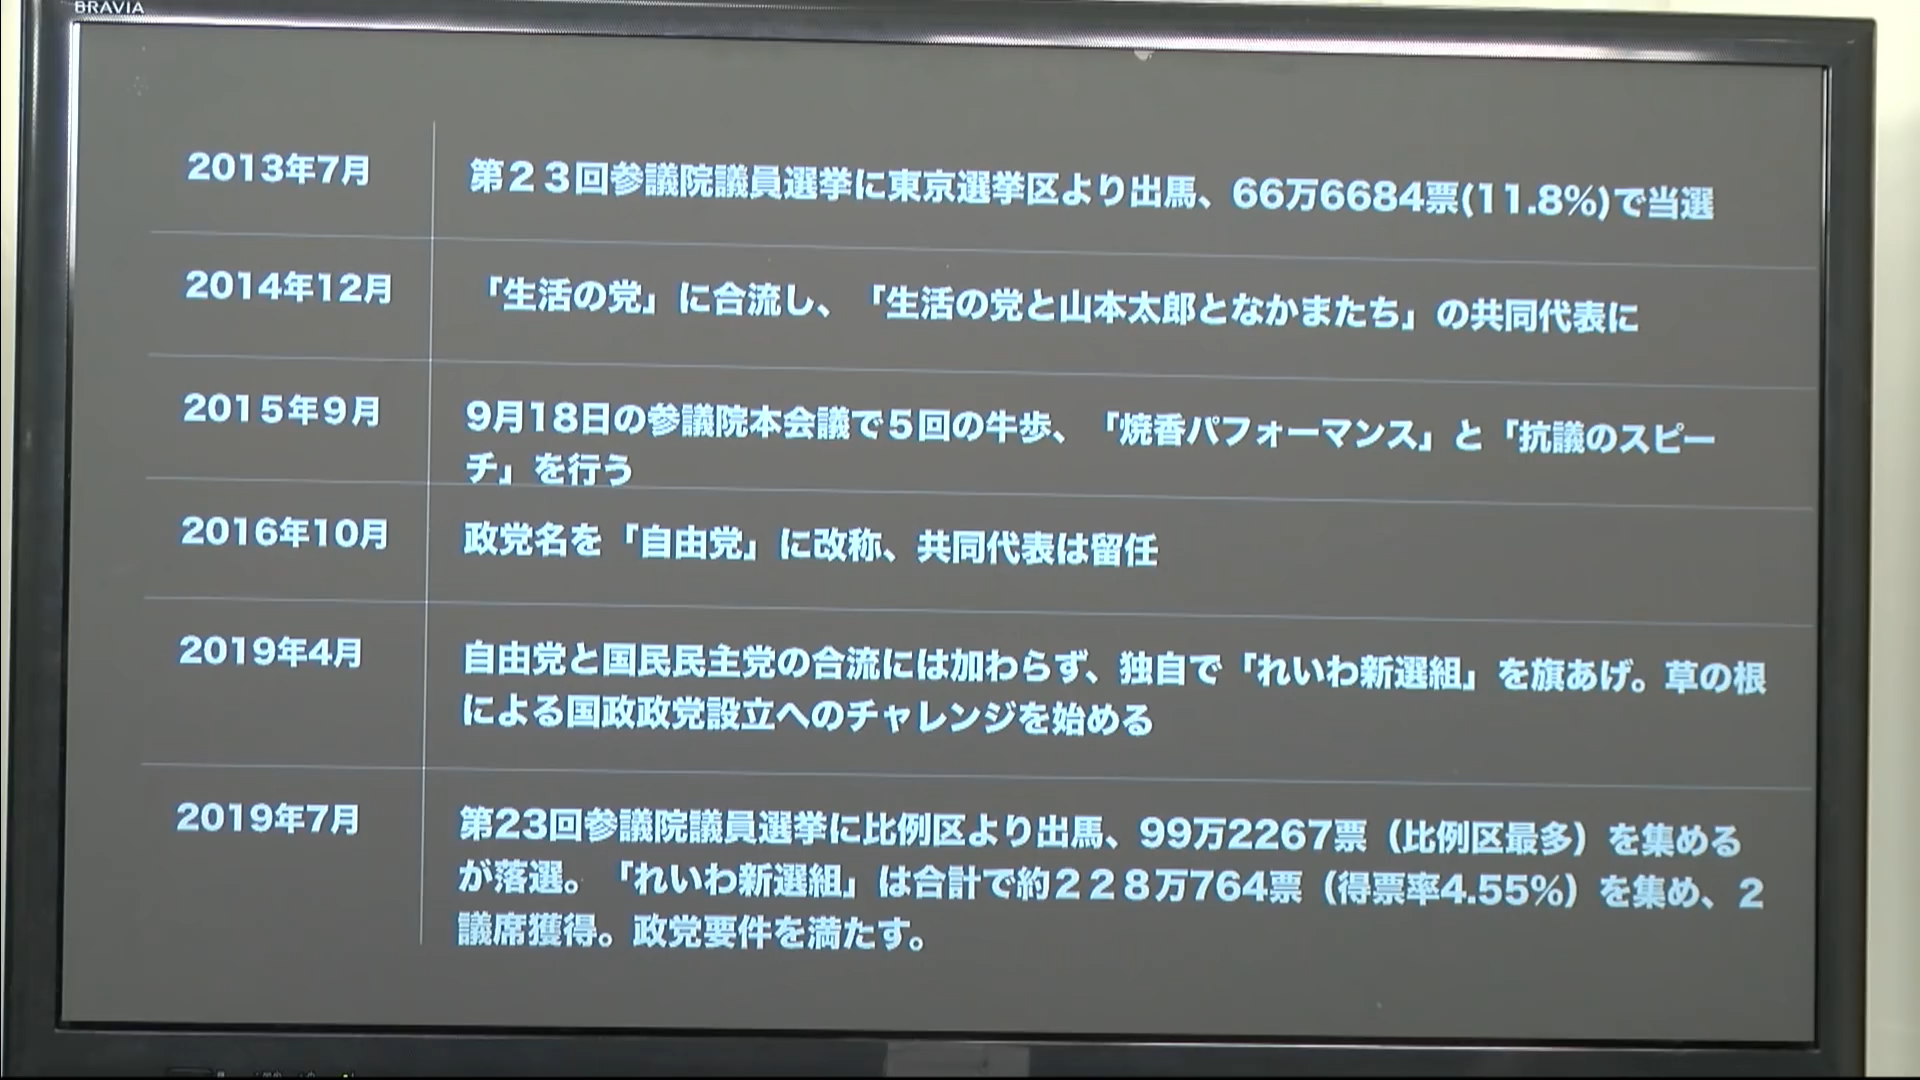 BRAVIA
2013年7月
第２３回参議院議員選挙に東京選挙区より出馬、66万6684票(11.8%)で当選
2014年12月
「生活の党」に合流し、「生活の党と山本太郎となかまたち」の共同代表に
2015年９月
9月18日の参議院本会議で５回の牛歩、「焼香パフォーマンス」と「抗議のスピー
チ」を行う
2016年10月
政党名を「自由党」に改称、共同代表は留任
2019年4月
自由党と国民民主党の合流には加わらず、独自で「れいわ新選組」を旗あげ。草の根
による国政政党設立へのチャレンジを始める
2019年7月
第23回参議院議員選挙に比例区より出馬、99万2267票（比例区最多）を集める
が落選。「れいわ新選組」は合計で約２２８万764票（得票率4.55%）を集め、２
議席獲得。政党要件を満たす。